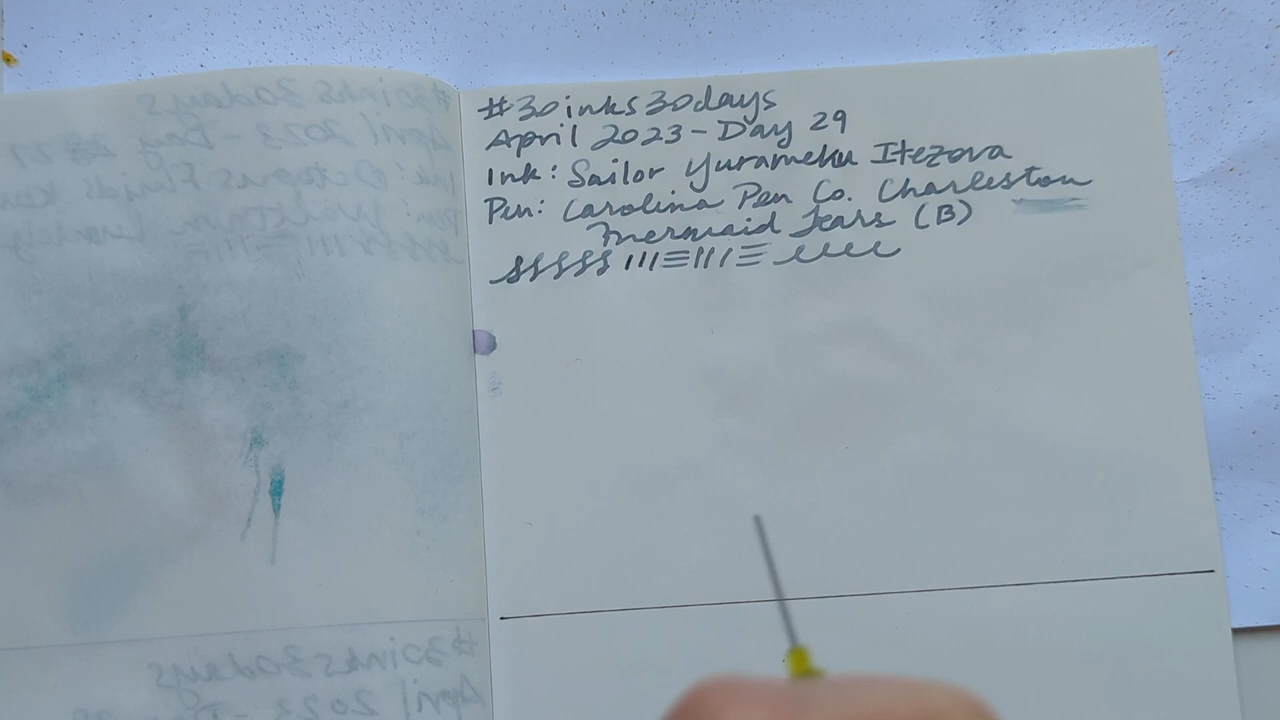 #30inks30days
April 2023 - Day 29
Ink: Sailor Yurameku Itezora
Pen: Carolina Pen Co. Charleston
Mermaid Tears (B)